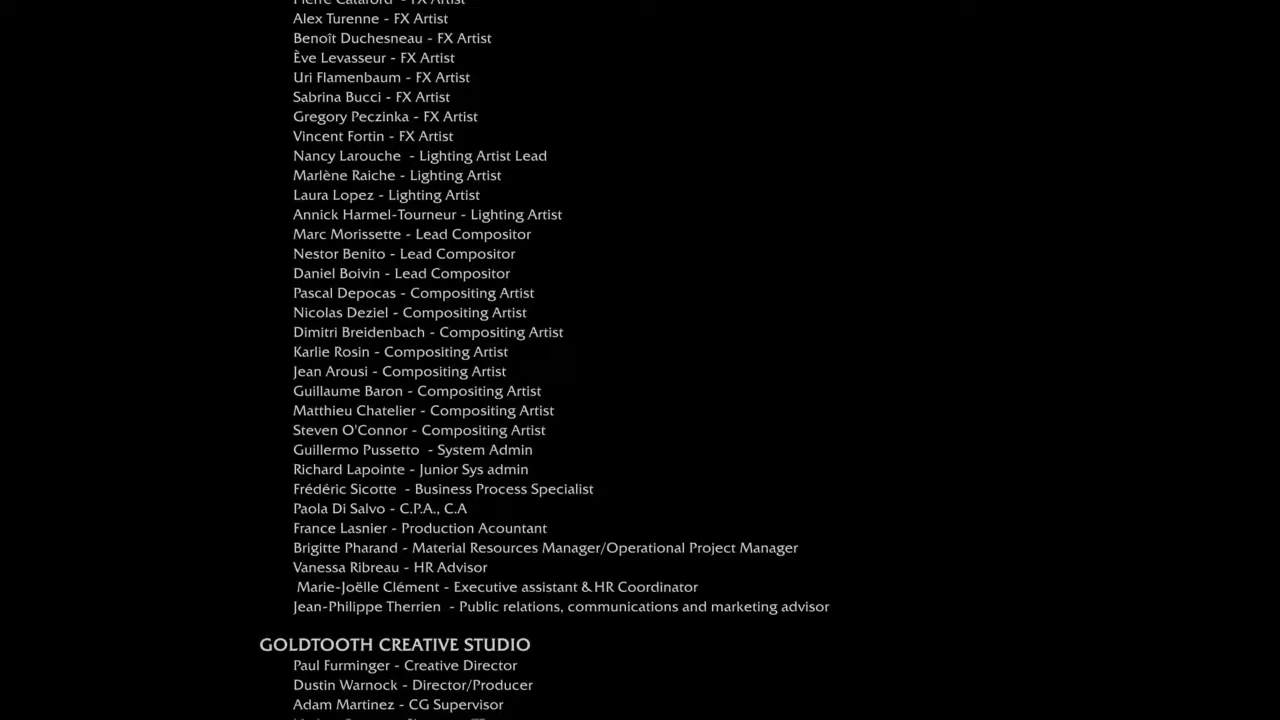 Pierre Cataford - FX Artist
Alex Turenne - FX Artist
Benoît Duchesneau - FX Artist
Ève Levasseur - FX Artist
Uri Flamenbaum - FX Artist
Sabrina Bucci - FX Artist
Gregory Peczinka - FX Artist
Vincent Fortin - FX Artist
Nancy Larouche  - Lighting Artist Lead
Marlène Raiche - Lighting Artist
Laura Lopez - Lighting Artist
Annick Harmel-Tourneur - Lighting Artist
Marc Morissette - Lead Compositor
Nestor Benito - Lead Compositor
Daniel Boivin - Lead Compositor
Pascal Depocas - Compositing Artist
Nicolas Deziel - Compositing Artist
Dimitri Breidenbach - Compositing Artist
Karlie Rosin - Compositing Artist
Jean Arousi - Compositing Artist
Guillaume Baron - Compositing Artist
Matthieu Chatelier - Compositing Artist
Steven O'Connor - Compositing Artist
Guillermo Pussetto  - System Admin
Richard Lapointe - Junior Sys admin
Frédéric Sicotte  - Business Process Specialist
Paola Di Salvo - C.P.A., C.A
France Lasnier - Production Acountant
Brigitte Pharand - Material Resources Manager/Operational Project Manager
Vanessa Ribreau - HR Advisor
Marie-Joëlle Clément - Executive assistant & HR Coordinator
Jean-Philippe Therrien  - Public relations, communications and marketing advisor
GOLDTOOTH CREATIVE STUDIO
Paul Furminger - Creative Director
Dustin Warnock - Director/Producer
Adam Martinez - CG Supervisor